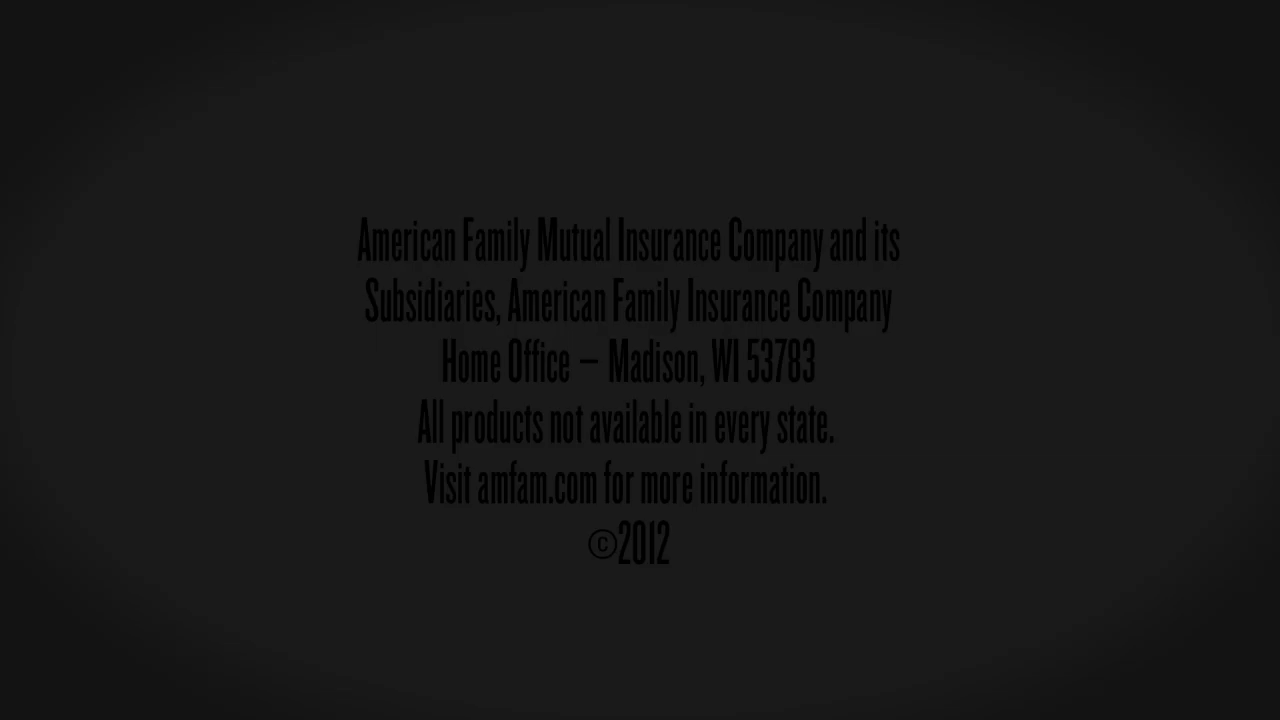 American Family Mutual Insurance Company and its
Subsidiaries, American Family Insurance Company
Home Office – Madison, WI 53783
All products not available in every state.
Visit amfam.com for more information.
©2012